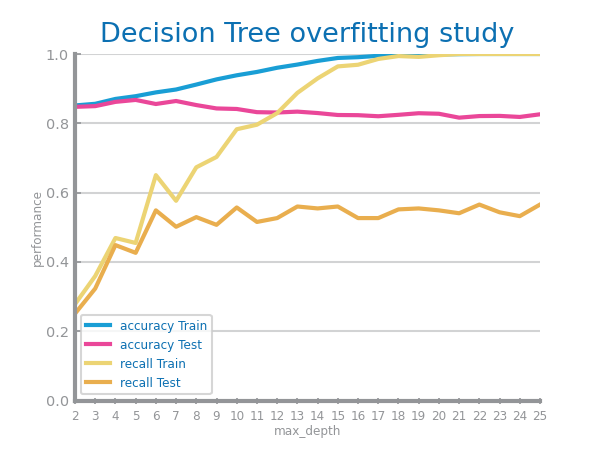 Decision Tree overfitting study
1.0
0.8
0.6
0.4
0.2
0.0
performance
accuracy Train
accuracy Test
recall Train
recall Test
2 3 4 5 6 7 8 9 10 11 12 13 14 15 16 17 18 19 20 21 22 23 24 25
max_depth